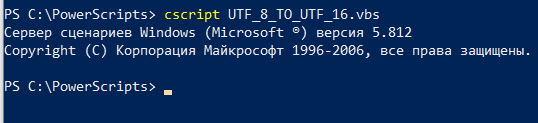 PS C:\PowerScripts> cscript UTF_8_TO_UTF_16.vbs
Сервер сценариев Windows (Microsoft ®) версия 5.812
Copyright (C) Корпорация Майкрософт 1996-2006, все права защищены.
PS C:\PowerScripts>